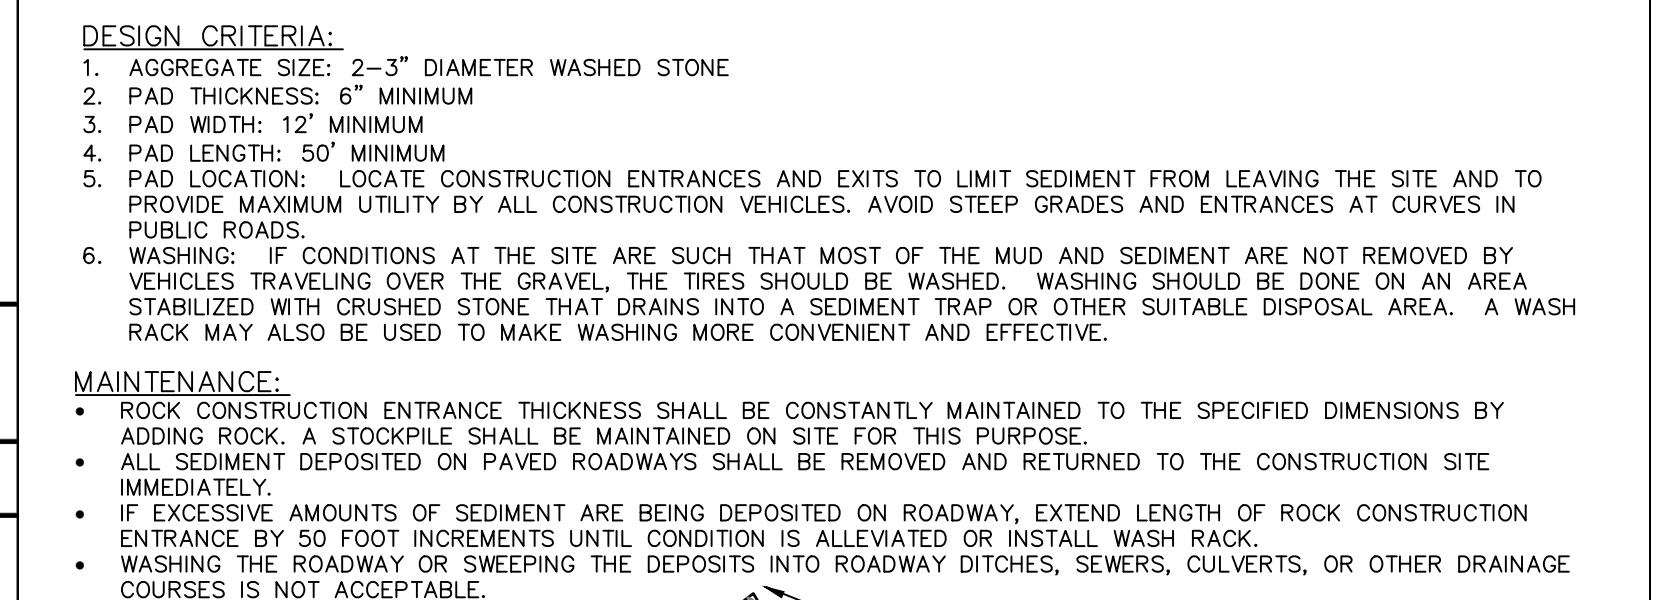 DESIGN CRITERIA:
1. AGGREGATE SIZE: 2-3" DIAMETER WASHED STONE
2. PAD THICKNESS: 6" MINIMUM
3. PAD WIDTH: 12' MINIMUM
4. PAD LENGTH: 50' MINIMUM
5. PAD LOCATION: LOCATE CONSTRUCTION ENTRANCES AND EXITS TO LIMIT SEDIMENT FROM LEAVING THE SITE AND TO
PROVIDE MAXIMUM UTILITY BY ALL CONSTRUCTION VEHICLES. AVOID STEEP GRADES AND ENTRANCES AT CURVES IN
PUBLIC ROADS.
6. WASHING: IF CONDITIONS AT THE SITE ARE SUCH THAT MOST OF THE MUD AND SEDIMENT ARE NOT REMOVED BY
VEHICLES TRAVELING OVER THE GRAVEL, THE TIRES SHOULD BE WASHED. WASHING SHOULD BE DONE ON AN AREA
STABILIZED WITH CRUSHED STONE THAT DRAINS INTO A SEDIMENT TRAP OR OTHER SUITABLE DISPOSAL AREA. A WASH
RACK MAY ALSO BE USED TO MAKE WASHING MORE CONVENIENT AND EFFECTIVE.
MAINTENANCE:
• ROCK CONSTRUCTION ENTRANCE THICKNESS SHALL BE CONSTANTLY MAINTAINED TO THE SPECIFIED DIMENSIONS BY
ADDING ROCK. A STOCKPILE SHALL BE MAINTAINED ON SITE FOR THIS PURPOSE.
• ALL SEDIMENT DEPOSITED ON PAVED ROADWAYS SHALL BE REMOVED AND RETURNED TO THE CONSTRUCTION SITE
IMMEDIATELY.
• IF EXCESSIVE AMOUNTS OF SEDIMENT ARE BEING DEPOSITED ON ROADWAY, EXTEND LENGTH OF ROCK CONSTRUCTION
ENTRANCE BY 50 FOOT INCREMENTS UNTIL CONDITION IS ALLEVIATED OR INSTALL WASH RACK.
• WASHING THE ROADWAY OR SWEEPING THE DEPOSITS INTO ROADWAY DITCHES, SEWERS, CULVERTS, OR OTHER DRAINAGE
COURSES IS NOT ACCEPTABLE.